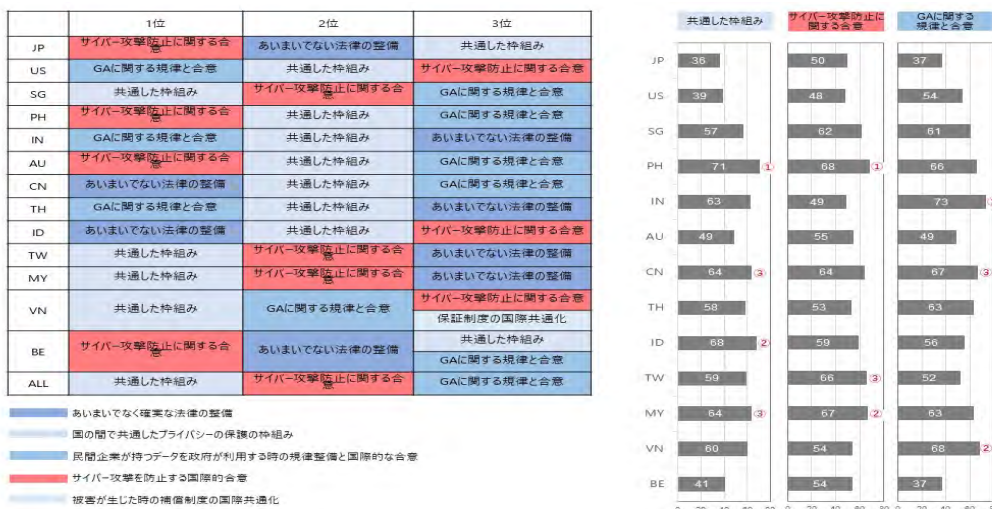 1位 2位 3位
JP サイバー攻撃防止に関する合意 あいまいでない法律の整備 共通した枠組み
US GAに関する規律と合意 共通した枠組み サイバー攻撃防止に関する合意
SG 共通した枠組み サイバー攻撃防止に関する合意 GAに関する規律と合意
PH サイバー攻撃防止に関する合意 共通した枠組み GAに関する規律と合意
IN GAに関する規律と合意 共通した枠組み あいまいでない法律の整備
AU サイバー攻撃防止に関する合意 共通した枠組み GAに関する規律と合意
CN あいまいでない法律の整備 共通した枠組み GAに関する規律と合意
TH GAに関する規律と合意 共通した枠組み あいまいでない法律の整備
ID あいまいでない法律の整備 共通した枠組み サイバー攻撃防止に関する合意
TW 共通した枠組み サイバー攻撃防止に関する合意 あいまいでない法律の整備
MY 共通した枠組み サイバー攻撃防止に関する合意 あいまいでない法律の整備
VN 共通した枠組み GAに関する規律と合意 サイバー攻撃防止に関する合意
保証制度の国際共通化
BE サイバー攻撃防止に関する合意 あいまいでない法律の整備 共通した枠組み
GAに関する規律と合意
ALL 共通した枠組み サイバー攻撃防止に関する合意 GAに関する規律と合意
あいまいでなく確実な法律の整備
国の間で共通したプライバシーの保護の枠組み
民間企業が持つデータを政府が利用する時の規律整備と国際的な合意
サイバー攻撃を防止する国際的合意
被害が生じた時の補償制度の国際共通化
共通した枠組み サイバー攻撃防止に関する合意 GAに関する規律と合意
JP 36 50 37
US 39 48 54
SG 57 62 61
PH 71 ① 68 ① 66
IN 63 49 73
AU 49 55 49
CN 64 ③ 64 67 ③
TH 58 53 63
ID 68 ② 59 56
TW 59 66 ③ 52
MY 64 ③ 67 ② 63
VN 60 54 68 ②
BE 41 54 37